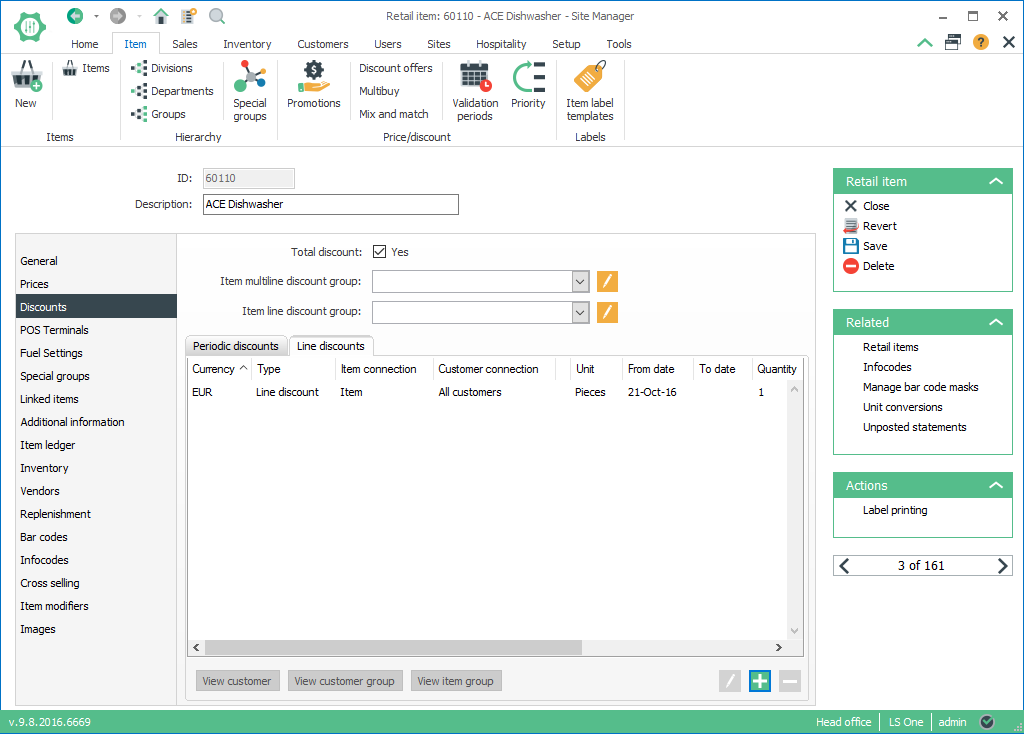 Retail item: 60110 - ACE Dishwasher - Site Manager
Home Item Sales Inventory Customers Users Sites Hospitality Setup Tools
?
New
Items
Items
Divisions
Departments
Groups
Special groups
Hierarchy
$
Promotions
Discount offers
Multibuy
Mix and match
Validation periods
Priority
Price/discount
Item label templates
Labels
ID: 60110
Description: ACE Dishwasher
General
Prices
Discounts
POS Terminals
Fuel Settings
Special groups
Linked items
Additional information
Item ledger
Inventory
Vendors
Replenishment
Bar codes
Infocodes
Cross selling
Item modifiers
Images
Total discount: Yes
Item multiline discount group:
Item line discount group:
Periodic discounts Line discounts
Currency Type Item connection Customer connection Unit From date To date Quantity
EUR Line discount Item All customers Pieces 21-Oct-16 1
View customer View customer group View item group
Retail item
Close
Revert
Save
Delete
Related
Retail items
Infocodes
Manage bar code masks
Unit conversions
Unposted statements
Actions
Label printing
3 of 161
v.9.8.2016.6669 Head office LS One admin